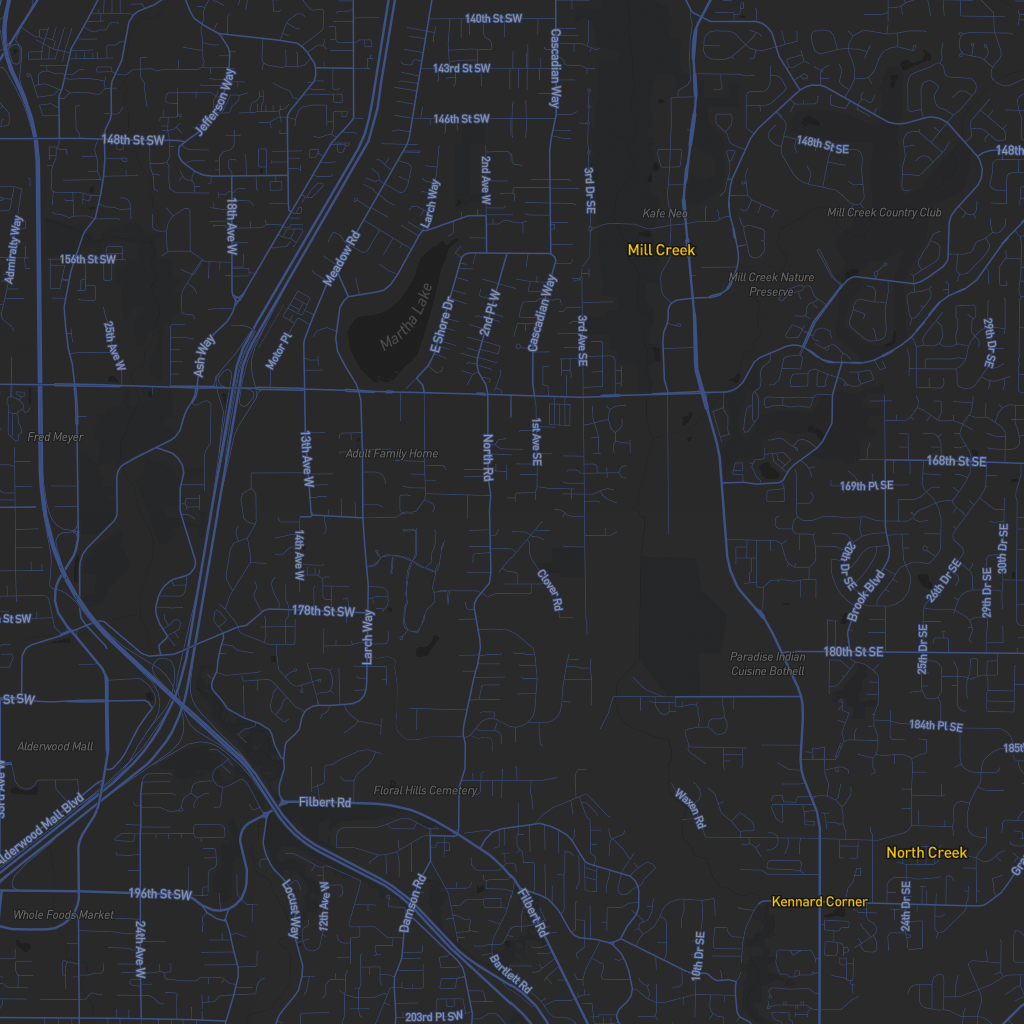 140th St SW
Cascadian Way
143rd St SW
Jefferson Way
146th St SW
148th St SW
148th St SE
148th
2nd Ave W
3rd Dr SE
Larch Way
18th Ave W
Kafe Neo
Mill Creek Country Club
Admiralty Way
Meadow Rd
Mill Creek
156th St SW
Mill Creek Nature
Preserve
Martha Lake
E Shore Dr
2nd Pl W
Cascadian Way
25th Ave W
Ash Way
Motor Pl
3rd Ave SE
29th Dr SE
Fred Meyer
13th Ave W
Adult Family Home
North Rd
1st Ave SE
168th St SE
169th Pl SE
14th Ave W
30th Dr SE
20th Dr SE
Brook Blvd
26th Dr SE
29th Dr SE
Clover Rd
178th St SW
St SW
Larch Way
180th St SE
25th Dr SE
Paradise Indian
Cuisine Bothell
St SW
184th Pl SE
Alderwood Mall
185t
33rd Ave W
Floral Hills Cemetery
Filbert Rd
Waxen Rd
Alderwood Mall Blvd
North Creek
196th St SW
Locust Way
12th Ave W
Damson Rd
Filbert Rd
Kennard Corner
24th Dr SE
Gr
Whole Foods Market
24th Ave W
10th Dr SE
Bartlett Rd
203rd Pl SW